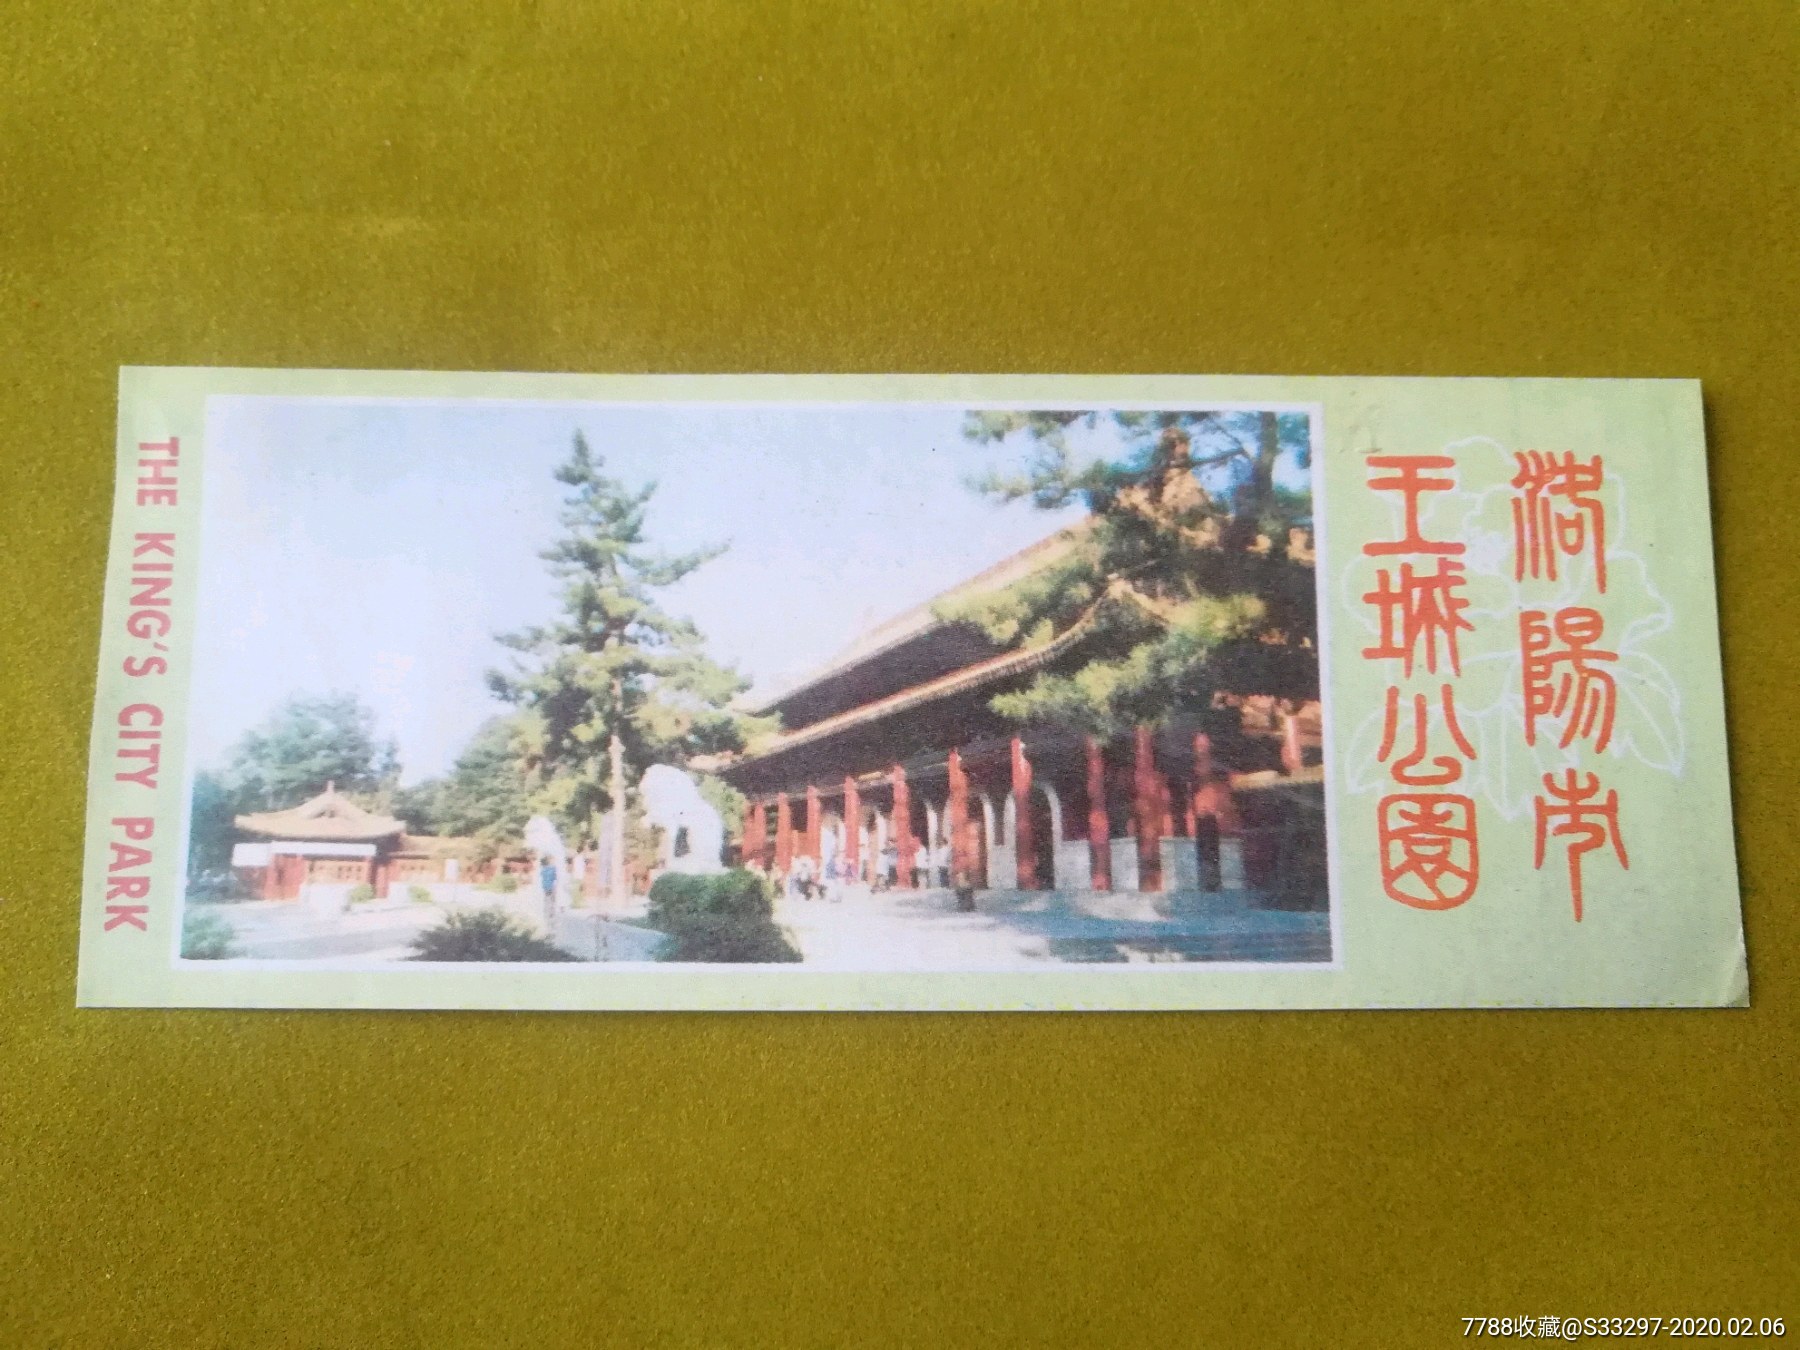 洛陽市
王城公園
THE KING'S CITY PARK
7788收藏@S33297-2020.02.06